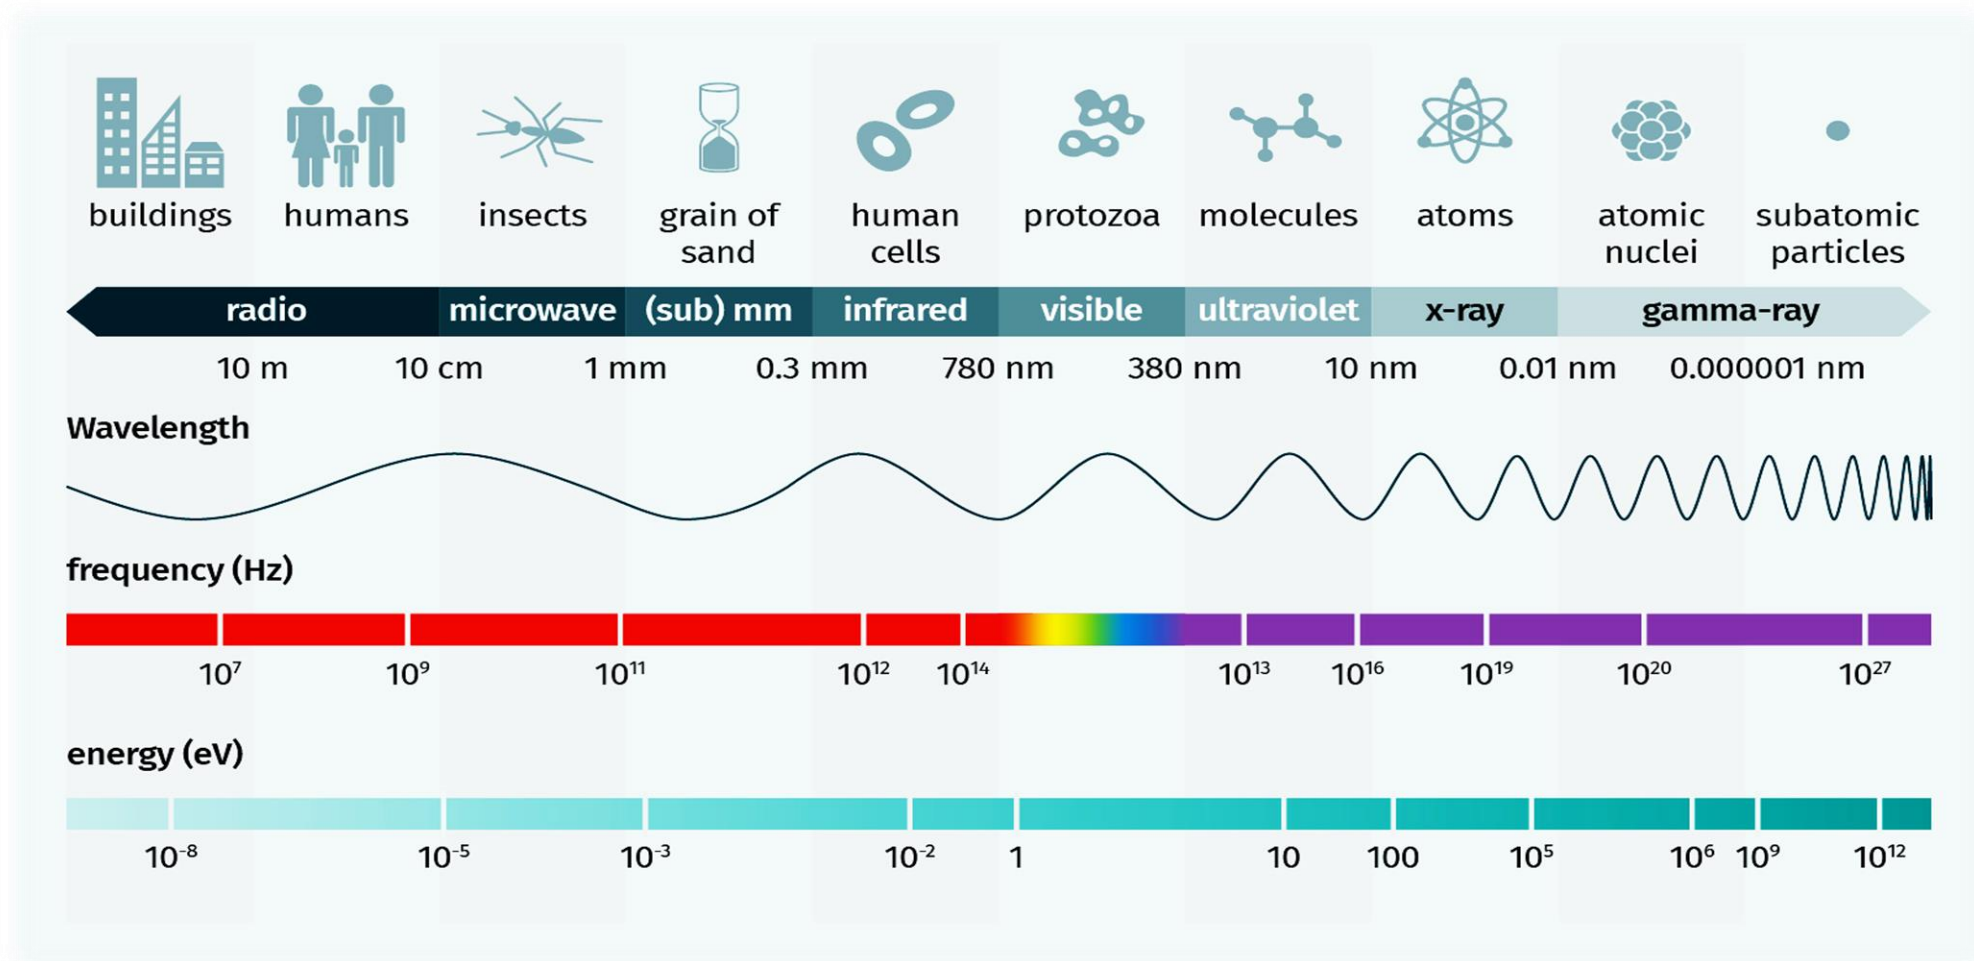 buildings humans insects grain of sand human cells protozoa molecules atoms atomic nuclei subatomic particles
radio microwave (sub) mm infrared visible ultraviolet x-ray gamma-ray
10 m 10 cm 1 mm 0.3 mm 780 nm 380 nm 10 nm 0.01 nm 0.000001 nm
Wavelength
frequency (Hz)
10⁷ 10⁹ 10¹¹ 10¹² 10¹⁴ 10¹³ 10¹⁶ 10¹⁹ 10²⁰ 10²⁷
energy (eV)
10⁻⁸ 10⁻⁵ 10⁻³ 10⁻² 1 10 100 10⁵ 10⁶ 10⁹ 10¹²